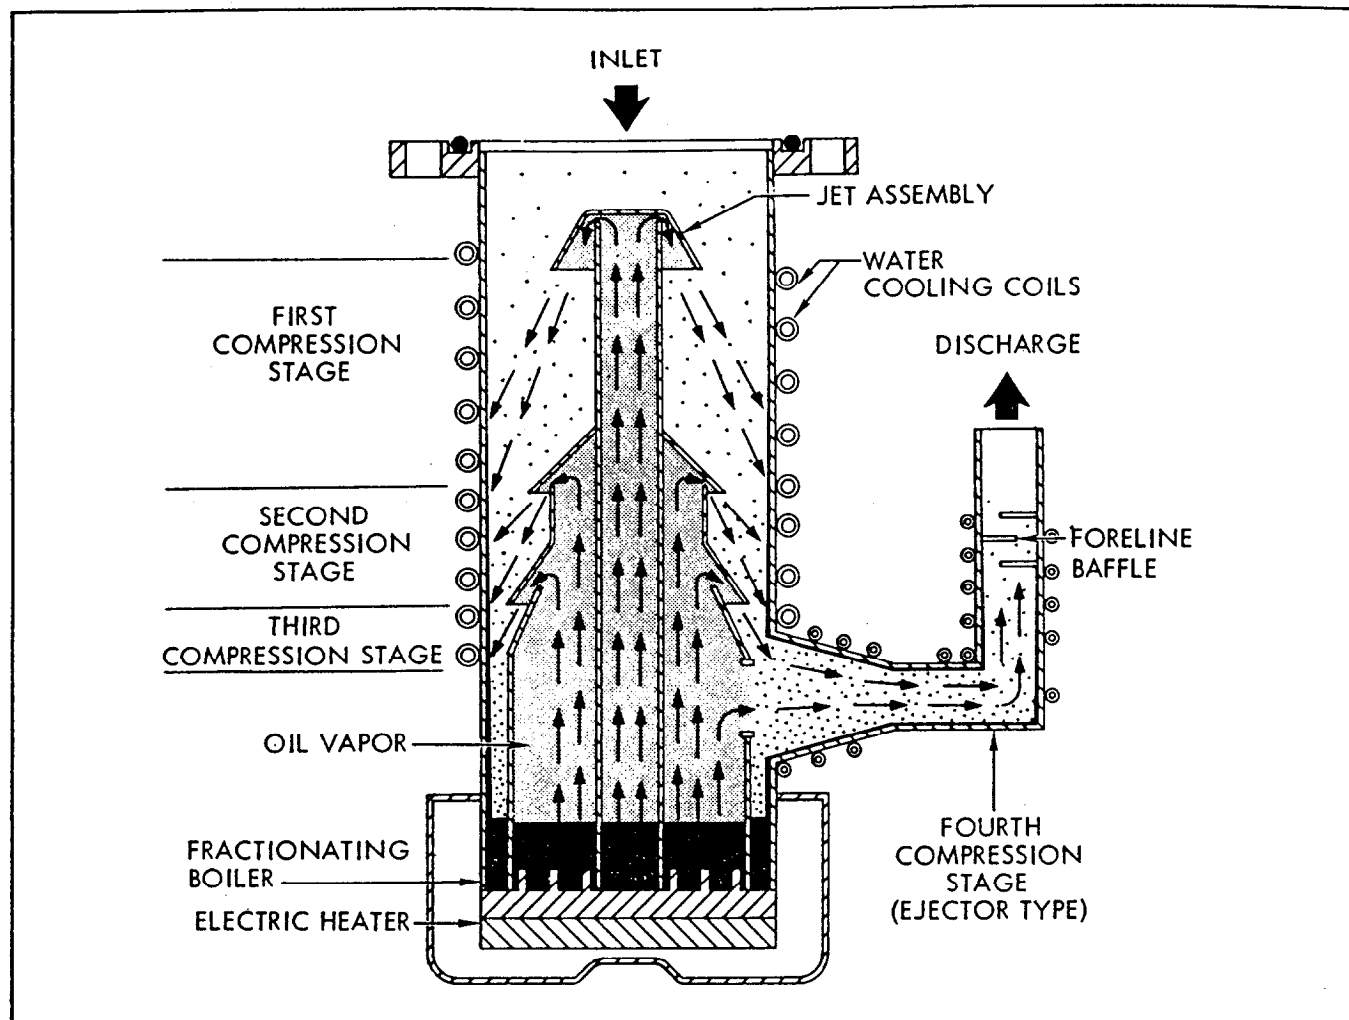 INLET
JET ASSEMBLY
WATER
COOLING COILS
FIRST
COMPRESSION
STAGE
DISCHARGE
SECOND
COMPRESSION
STAGE
FORELINE
BAFFLE
THIRD
COMPRESSION STAGE
OIL VAPOR
FRACTIONATING
BOILER
FOURTH
COMPRESSION
STAGE
(EJECTOR TYPE)
ELECTRIC HEATER